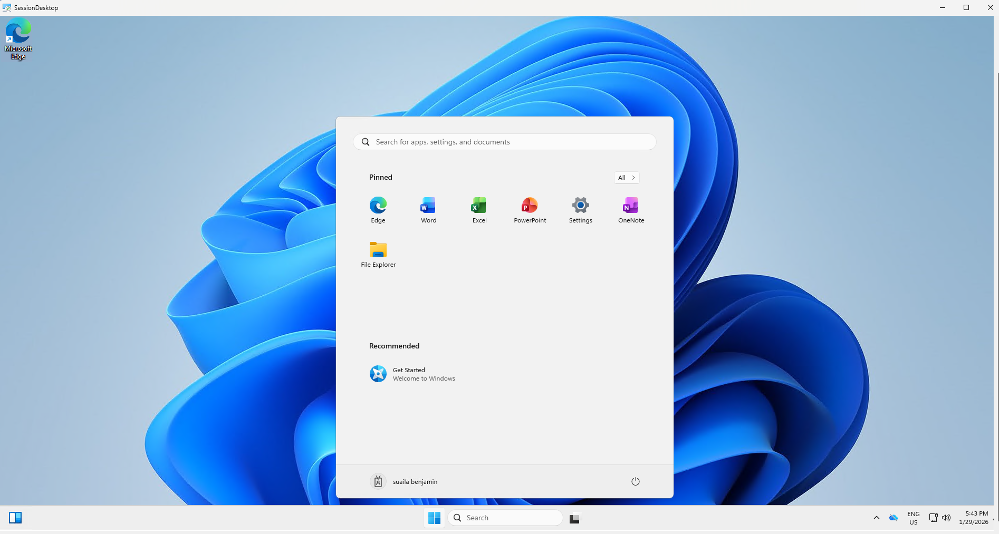 SessionDesktop
Microsoft
Edge
Search for apps, settings, and documents
Pinned
All
Edge
Word
Excel
PowerPoint
Settings
OneNote
File Explorer
Recommended
Get Started
Welcome to Windows
suaila benjamin
Search
ENG
US
5:43 PM
1/29/2026